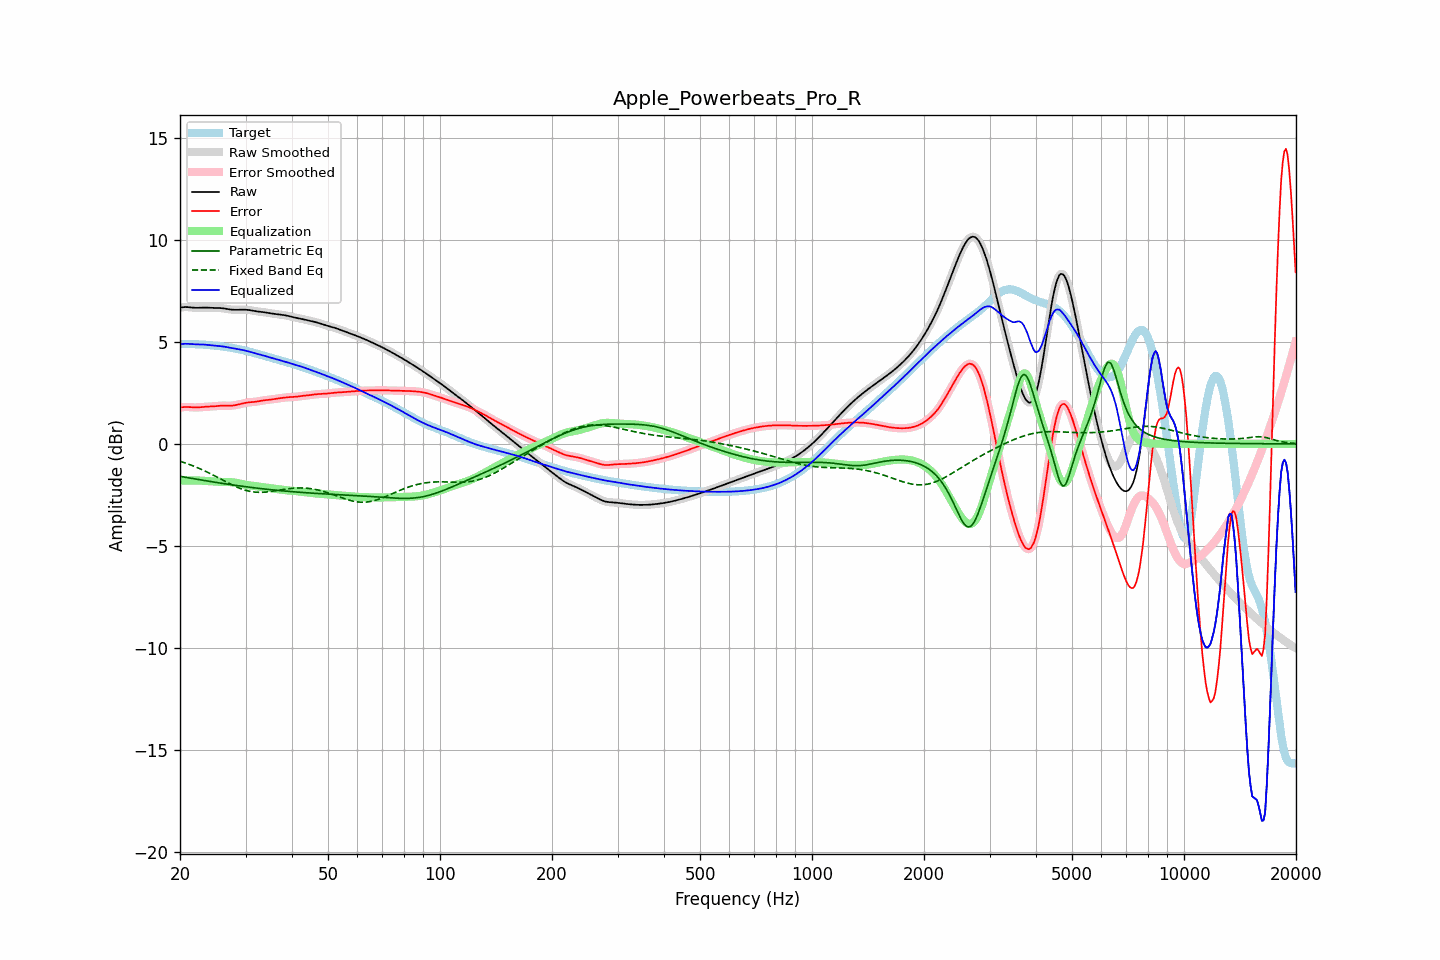 Apple_Powerbeats_Pro_R
Target
Raw Smoothed
Error Smoothed
Raw
Error
Equalization
Parametric Eq
Fixed Band Eq
Equalized
Amplitude (dBr)
15
10
5
0
−5
−10
−15
−20
20
50
100
200
500
1000
2000
5000
10000
20000
Frequency (Hz)